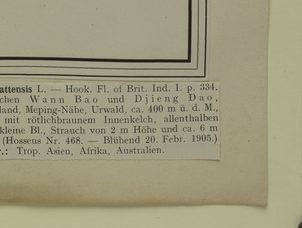 attensis L. — Hook. Fl. of Brit. Ind. I. p. 334.
chen Wann Bao und Djieng Dao,
land, Meping-Nähe, Urwald, ca. 400 m ü. d. M.,
mit rötlichbraunem Innenkelch, allenthalben
kleine Bl., Strauch von 2 m Höhe und ca. 6 m
(Hosseus Nr. 468. — Blühend 20. Febr. 1905.)
.: Trop. Asien, Afrika, Australien.